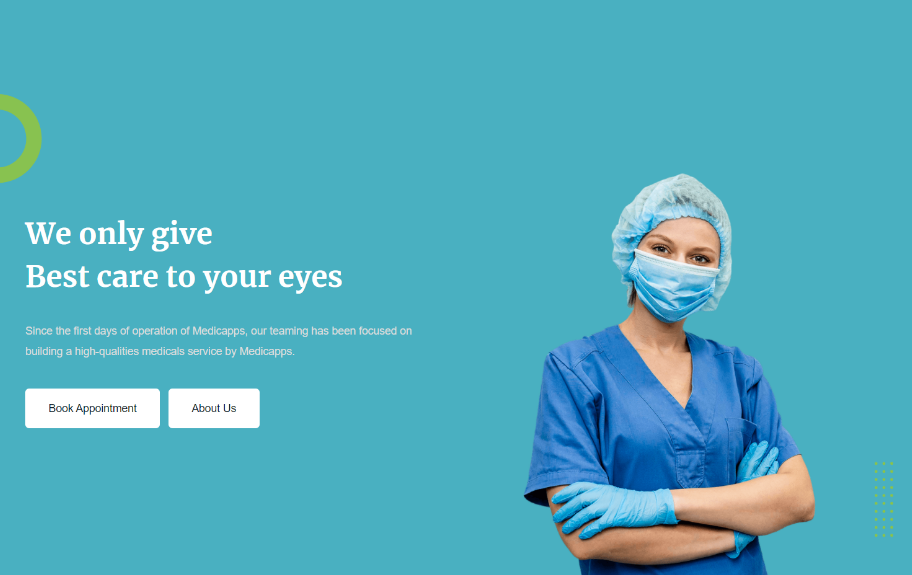 We only give
Best care to your eyes
Since the first days of operation of Medicapps, our teaming has been focused on
building a high-qualities medicals service by Medicapps.
Book Appointment
About Us